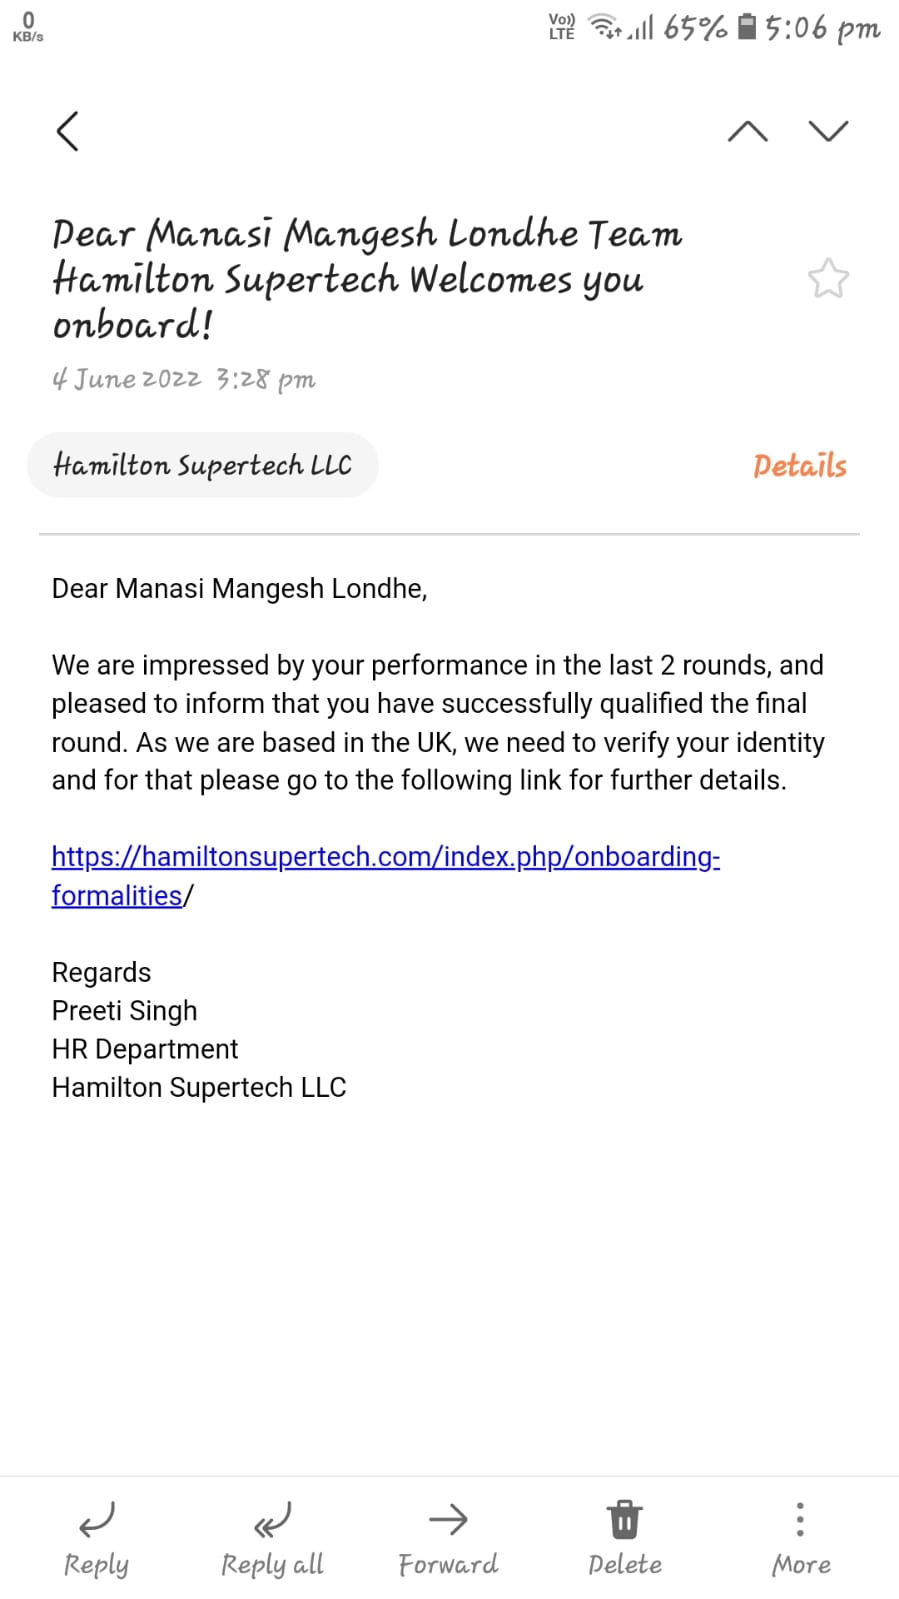 0
KB/s
Vo))
LTE
65%
5:06 pm
Dear Manasi Mangesh Londhe Team
Hamilton Supertech Welcomes you
onboard!
4 June 2022 3:28 pm
Hamilton Supertech LLC
Details
Dear Manasi Mangesh Londhe,
We are impressed by your performance in the last 2 rounds, and
pleased to inform that you have successfully qualified the final
round. As we are based in the UK, we need to verify your identity
and for that please go to the following link for further details.
https://hamiltonsupertech.com/index.php/onboarding-
formalities/
Regards
Preeti Singh
HR Department
Hamilton Supertech LLC
Reply
Reply all
Forward
Delete
More